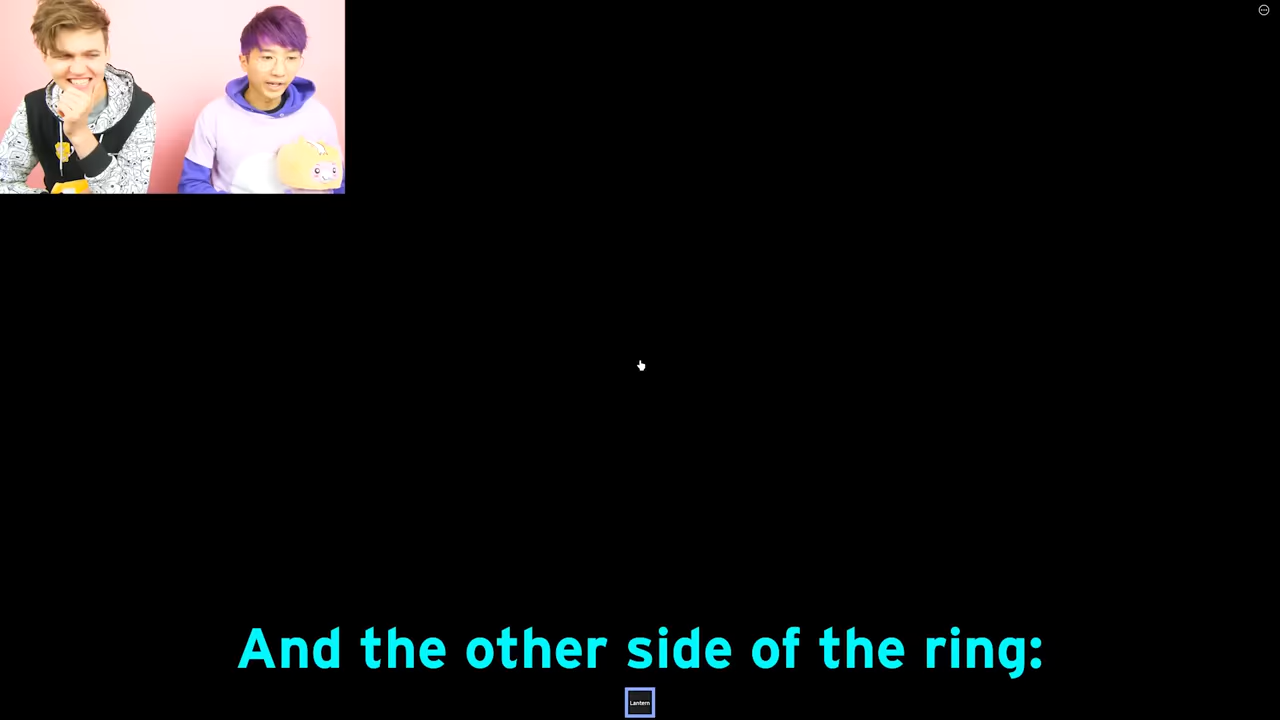 And the other side of the ring:
Lantern